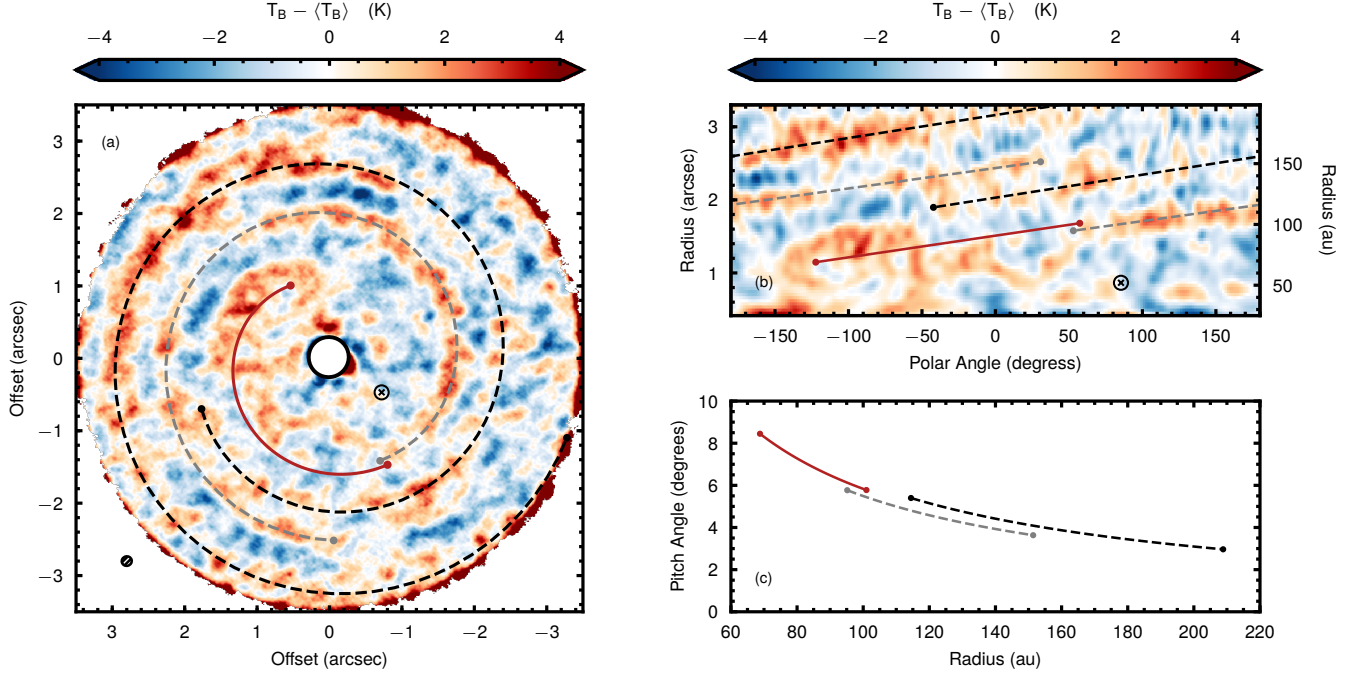 T_B − ⟨T_B⟩ (K)
−4 −2 0 2 4
(a)
3
2
1
0
−1
−2
−3
Offset (arcsec)
3 2 1 0 −1 −2 −3
Offset (arcsec)
T_B − ⟨T_B⟩ (K)
−4 −2 0 2 4
3
2
1
Radius (arcsec)
(b)
150
100
50
Radius (au)
−150 −100 −50 0 50 100 150
Polar Angle (degress)
10
8
6
4
2
0
Pitch Angle (degrees)
(c)
60 80 100 120 140 160 180 200 220
Radius (au)